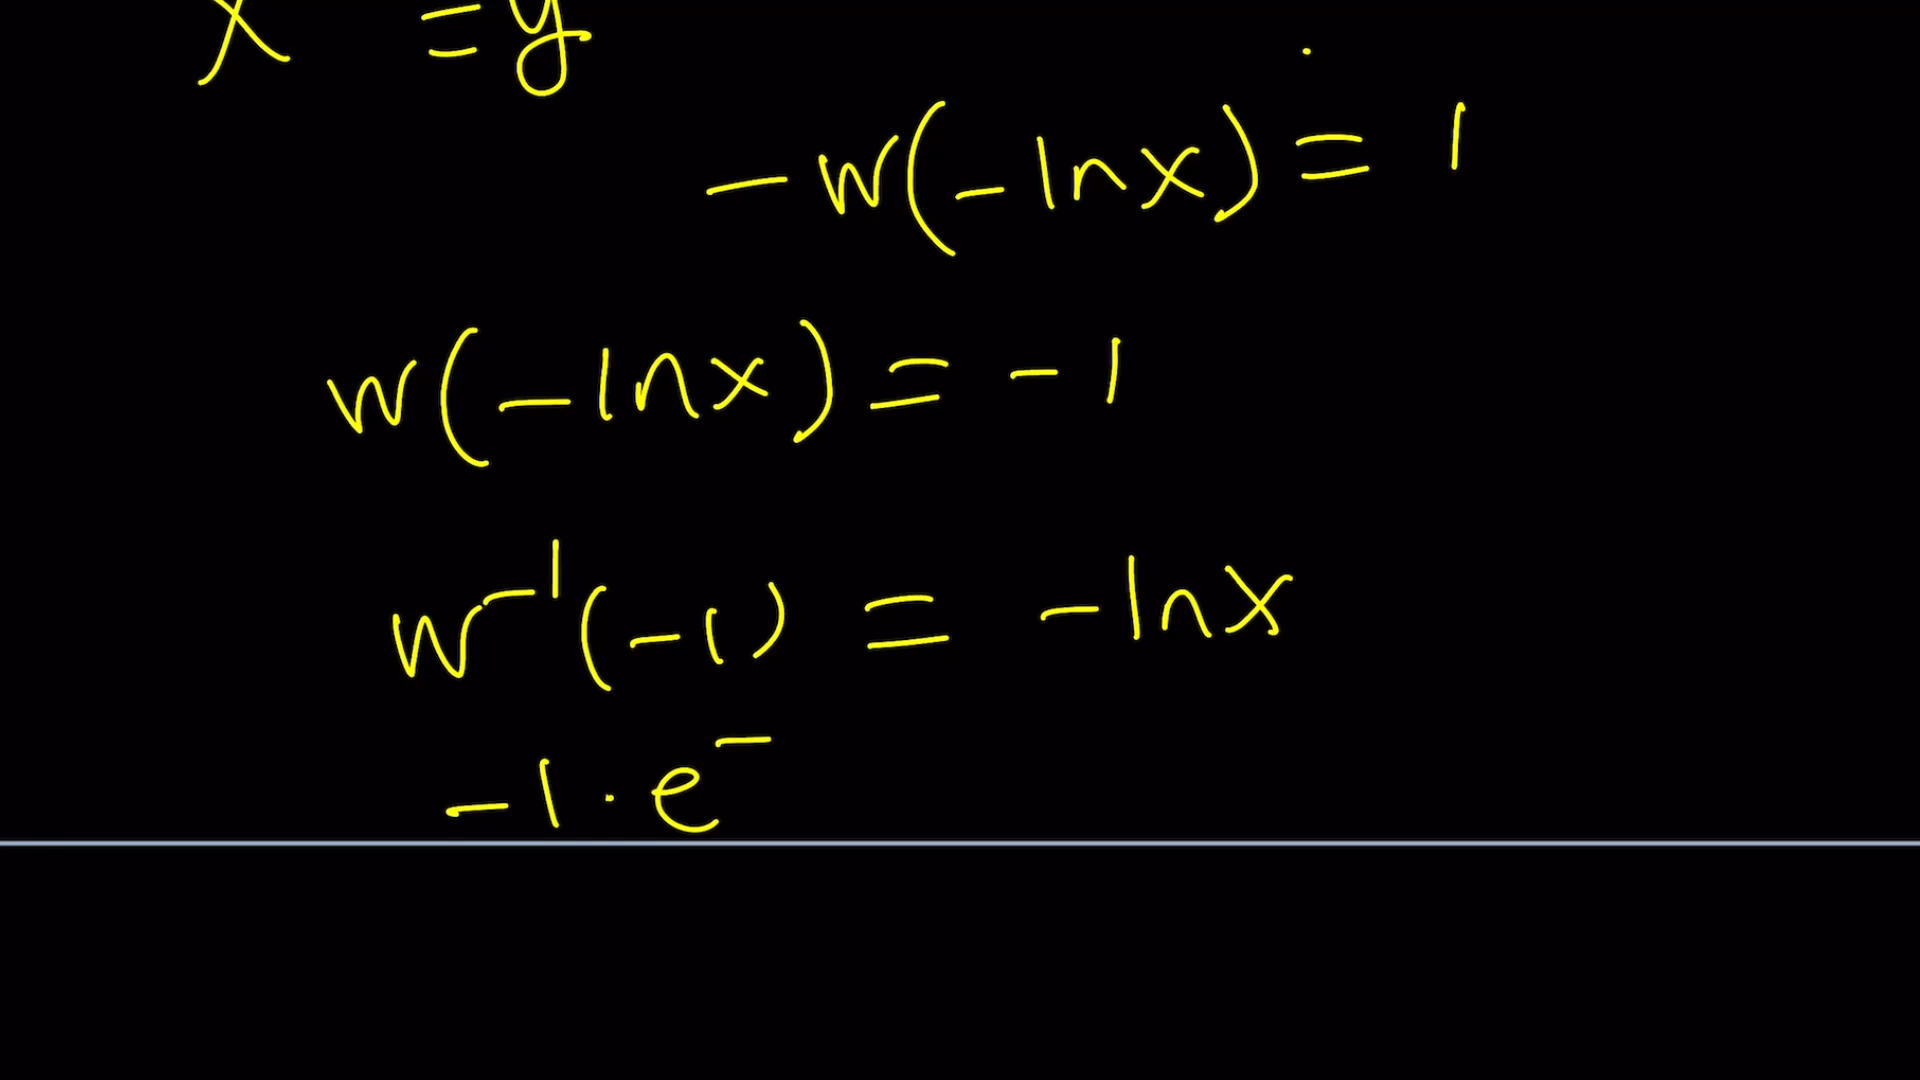 x = y
-W(-lnx) = 1
W(-lnx) = -1
W⁻¹(-1) = -lnx
-1 · e⁻